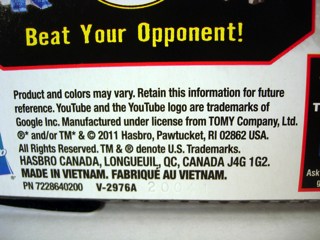 Beat Your Opponent!
Product and colors may vary. Retain this information for future
reference. YouTube and the YouTube logo are trademarks of
Google Inc. Manufactured under license from TOMY Company, Ltd.
®* and/or TM* & © 2011 Hasbro, Pawtucket, RI 02862 USA.
All Rights Reserved. TM & ® denote U.S. Trademarks.
HASBRO CANADA, LONGUEUIL, QC, CANADA J4G 1G2.
MADE IN VIETNAM. FABRIQUÉ AU VIETNAM.
PN 7228640200 V-2976A
Ask